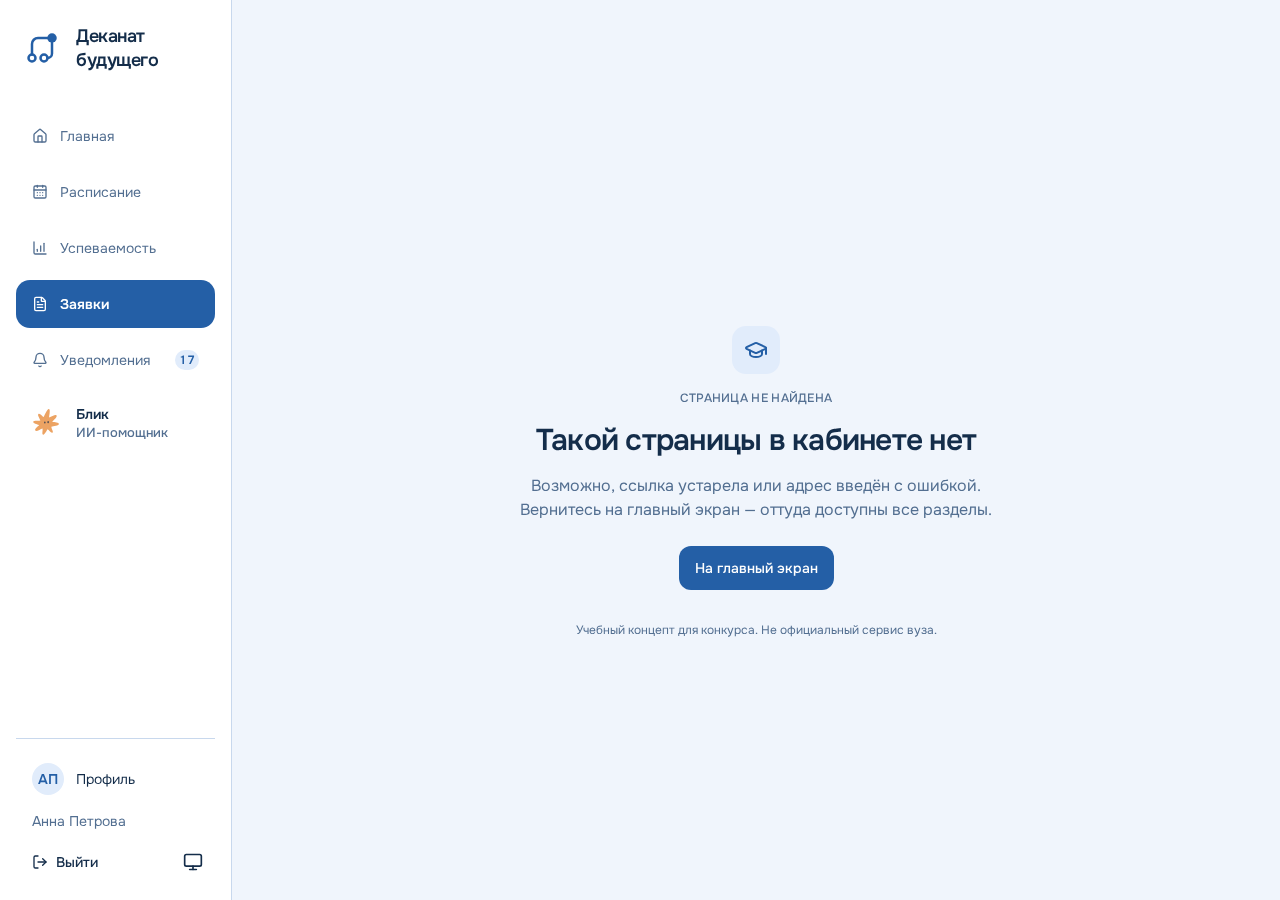 Деканат
будущего
Главная
Расписание
Успеваемость
Заявки
Уведомления 17
Блик
ИИ-помощник
АП Профиль
Анна Петрова
Выйти
СТРАНИЦА НЕ НАЙДЕНА
Такой страницы в кабинете нет
Возможно, ссылка устарела или адрес введён с ошибкой.
Вернитесь на главный экран — оттуда доступны все разделы.
На главный экран
Учебный концепт для конкурса. Не официальный сервис вуза.